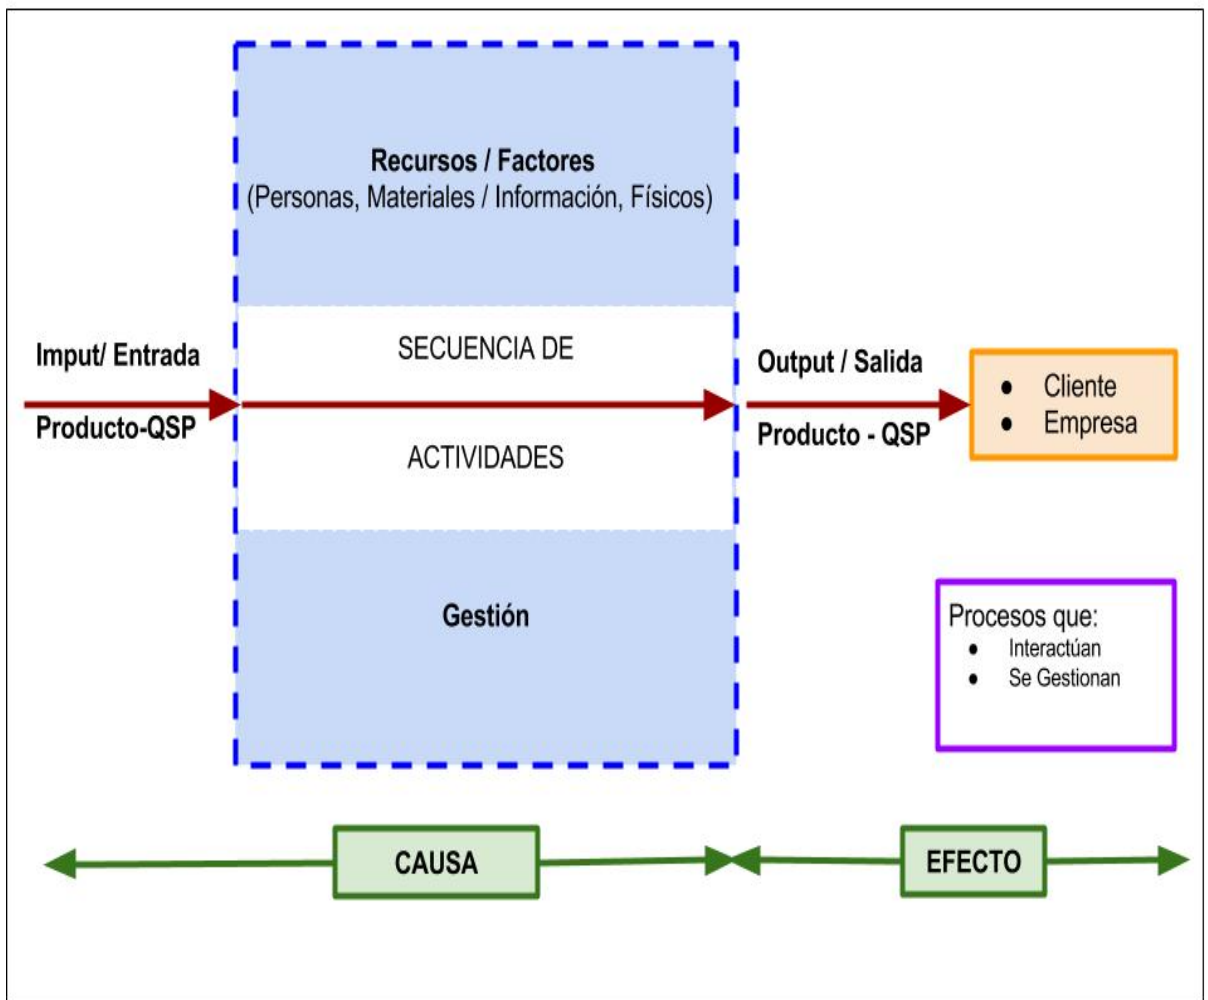 Recursos / Factores
(Personas, Materiales / Información, Físicos)
Imput/ Entrada
Producto-QSP
SECUENCIA DE
ACTIVIDADES
Output / Salida
Producto - QSP
● Cliente
● Empresa
Gestión
Procesos que:
● Interactúan
● Se Gestionan
CAUSA
EFECTO